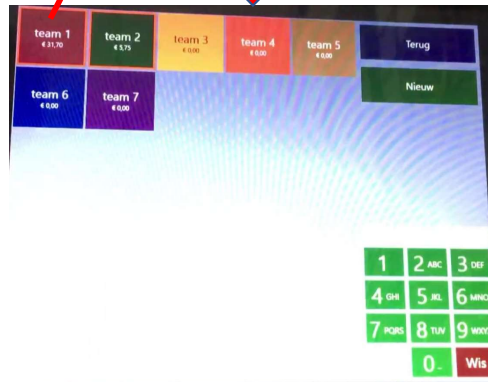 team 1
€ 31,70
team 2
€ 5,75
team 3
€ 0,00
team 4
€ 0,00
team 5
€ 0,00
Terug
team 6
€ 0,00
team 7
€ 0,00
Nieuw
1
2 ABC
3 DEF
4 GHI
5 JKL
6 MNO
7 PQRS
8 TUV
9 WXY
0 _
Wis